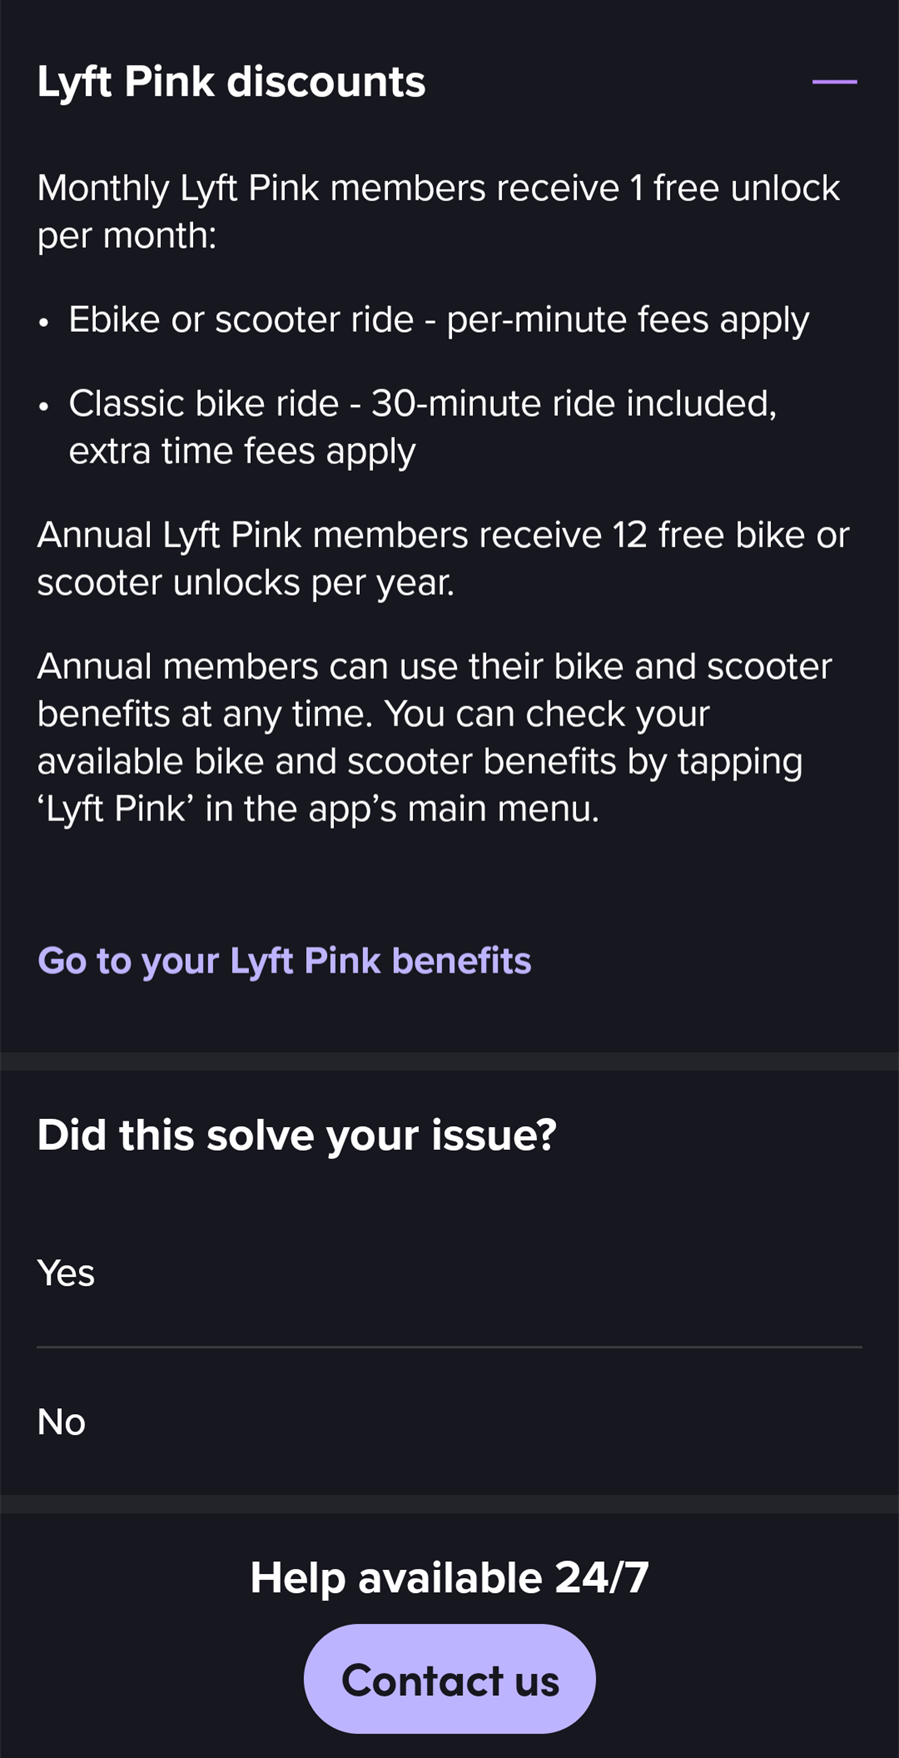 Lyft Pink discounts
Monthly Lyft Pink members receive 1 free unlock
per month:
• Ebike or scooter ride - per-minute fees apply
• Classic bike ride - 30-minute ride included,
extra time fees apply
Annual Lyft Pink members receive 12 free bike or
scooter unlocks per year.
Annual members can use their bike and scooter
benefits at any time. You can check your
available bike and scooter benefits by tapping
‘Lyft Pink’ in the app’s main menu.
Go to your Lyft Pink benefits
Did this solve your issue?
Yes
No
Help available 24/7
Contact us